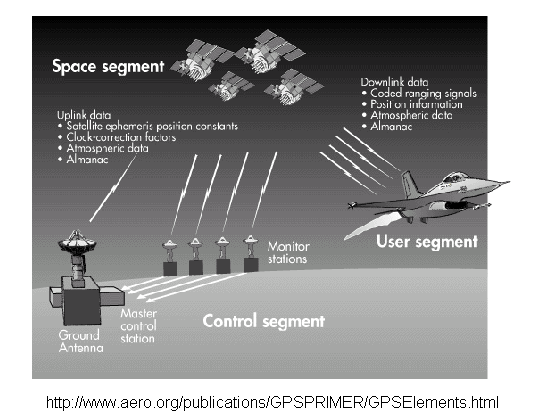 Space segment
Downlink data
• Coded ranging signals
• Position information
• Atmospheric data
• Almanac
Uplink data
• Satellite ephemeris position constants
• Clock-correction factors
• Atmospheric data
• Almanac
Monitor
stations
User segment
Master
control
station
Control segment
Ground
Antenna
http://www.aero.org/publications/GPSPRIMER/GPSElements.html